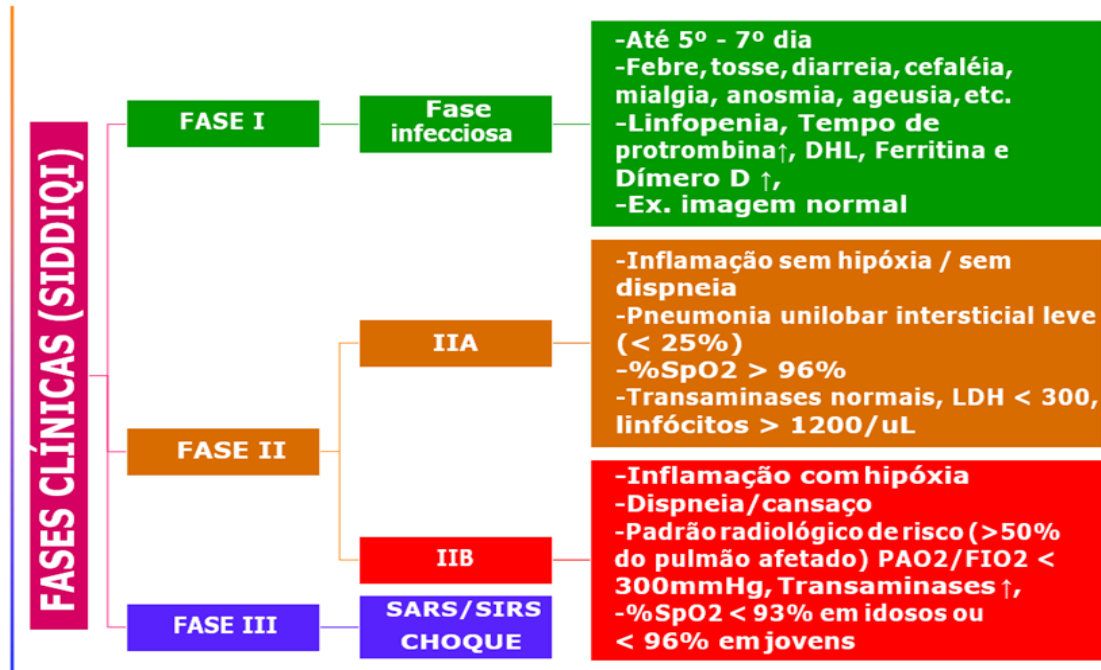 FASES CLÍNICAS (SIDDIQI)
FASE I
Fase
infecciosa
-Até 5º - 7º dia
-Febre, tosse, diarreia, cefaléia,
mialgia, anosmia, ageusia, etc.
-Linfopenia, Tempo de
protrombina↑, DHL, Ferritina e
Dímero D ↑,
-Ex. imagem normal
FASE II
IIA
-Inflamação sem hipóxia / sem
dispneia
-Pneumonia unilobar intersticial leve
(< 25%)
-%SpO2 > 96%
-Transaminases normais, LDH < 300,
linfócitos > 1200/uL
IIB
-Inflamação com hipóxia
-Dispneia/cansaço
-Padrão radiológico de risco (>50%
do pulmão afetado) PAO2/FIO2 <
300mmHg, Transaminases ↑,
-%SpO2 < 93% em idosos ou
< 96% em jovens
FASE III
SARS/SIRS
CHOQUE